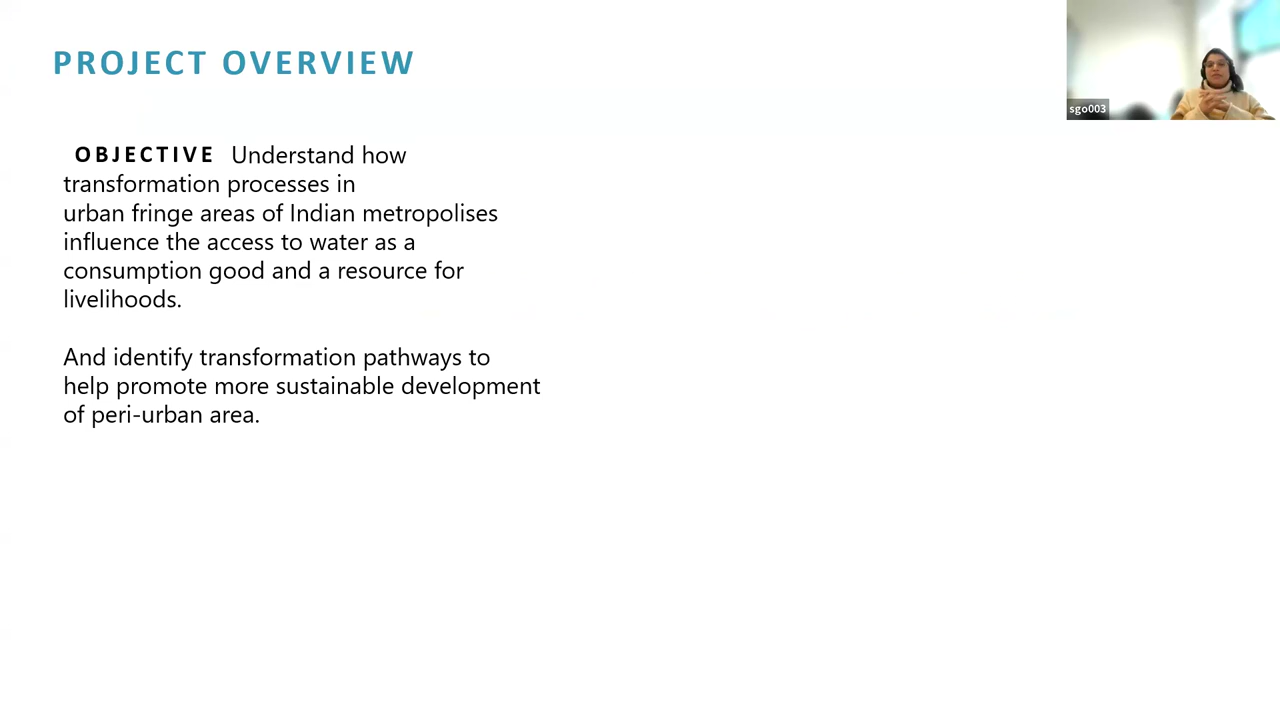 PROJECT OVERVIEW
sgo003
OBJECTIVE Understand how
transformation processes in
urban fringe areas of Indian metropolises
influence the access to water as a
consumption good and a resource for
livelihoods.
And identify transformation pathways to
help promote more sustainable development
of peri-urban area.